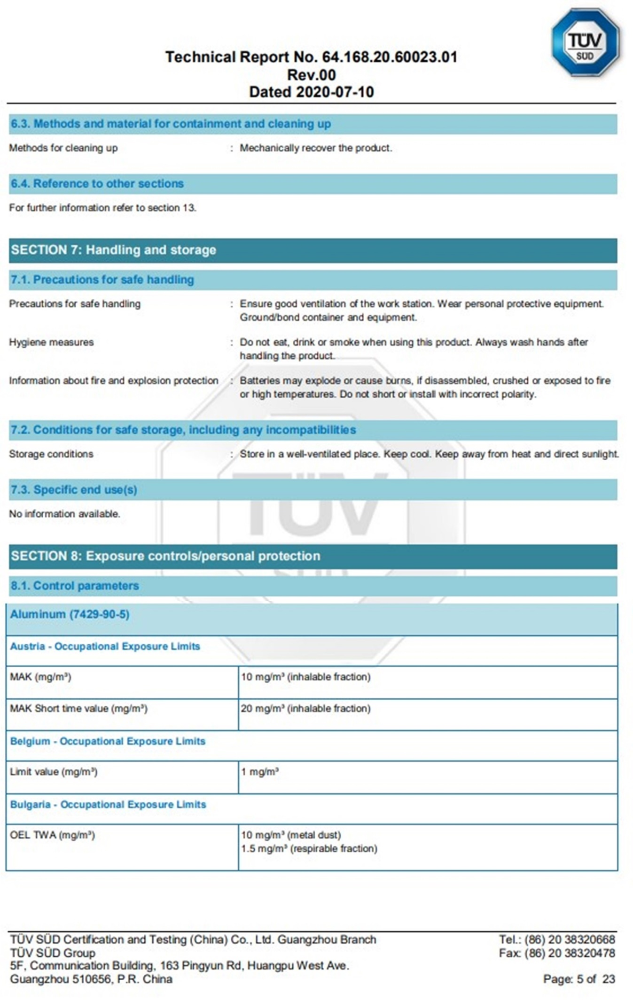 TÜV
SÜD
Technical Report No. 64.168.20.60023.01
Rev.00
Dated 2020-07-10
6.3. Methods and material for containment and cleaning up
Methods for cleaning up : Mechanically recover the product.
6.4. Reference to other sections
For further information refer to section 13.
SECTION 7: Handling and storage
7.1. Precautions for safe handling
Precautions for safe handling : Ensure good ventilation of the work station. Wear personal protective equipment.
Ground/bond container and equipment.
Hygiene measures : Do not eat, drink or smoke when using this product. Always wash hands after
handling the product.
Information about fire and explosion protection : Batteries may explode or cause burns, if disassembled, crushed or exposed to fire
or high temperatures. Do not short or install with incorrect polarity.
7.2. Conditions for safe storage, including any incompatibilities
Storage conditions : Store in a well-ventilated place. Keep cool. Keep away from heat and direct sunlight.
7.3. Specific end use(s)
No information available.
TÜV
SÜD
SECTION 8: Exposure controls/personal protection
8.1. Control parameters
Aluminum (7429-90-5)
Austria - Occupational Exposure Limits
MAK (mg/m³) 10 mg/m³ (inhalable fraction)
MAK Short time value (mg/m³) 20 mg/m³ (inhalable fraction)
Belgium - Occupational Exposure Limits
Limit value (mg/m³) 1 mg/m³
Bulgaria - Occupational Exposure Limits
OEL TWA (mg/m³) 10 mg/m³ (metal dust)
1.5 mg/m³ (respirable fraction)
TÜV SÜD Certification and Testing (China) Co., Ltd. Guangzhou Branch Tel.: (86) 20 38320668
TÜV SÜD Group Fax: (86) 20 38320478
5F, Communication Building, 163 Pingyun Rd, Huangpu West Ave.
Guangzhou 510656, P.R. China Page: 5 of 23